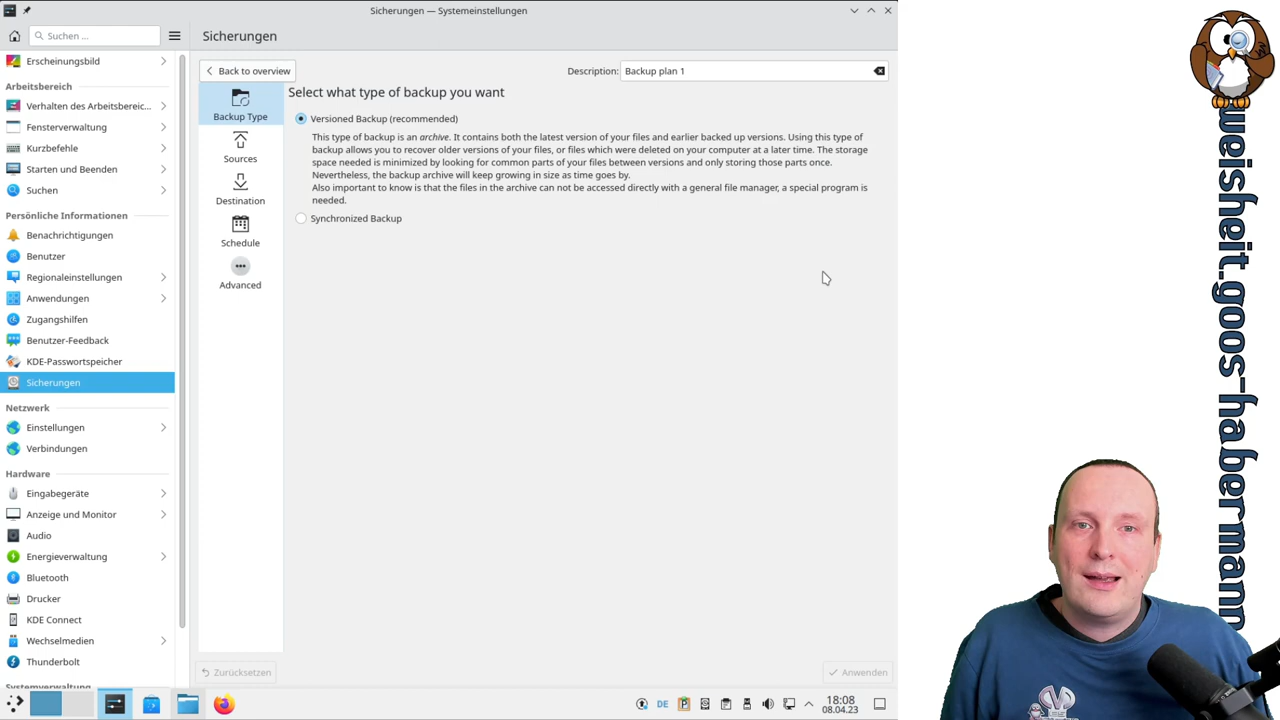 Sicherungen — Systemeinstellungen
Suchen ...
Sicherungen
Erscheinungsbild
Arbeitsbereich
Verhalten des Arbeitsbereic...
Fensterverwaltung
Kurzbefehle
Starten und Beenden
Suchen
Persönliche Informationen
Benachrichtigungen
Benutzer
Regionaleinstellungen
Anwendungen
Zugangshilfen
Benutzer-Feedback
KDE-Passwortspeicher
Sicherungen
Netzwerk
Einstellungen
Verbindungen
Hardware
Eingabegeräte
Anzeige und Monitor
Audio
Energieverwaltung
Bluetooth
Drucker
KDE Connect
Wechselmedien
Thunderbolt
Systemverwaltung
Back to overview
Description: Backup plan 1
Backup Type
Sources
Destination
Schedule
Advanced
Select what type of backup you want
Versioned Backup (recommended)
This type of backup is an archive. It contains both the latest version of your files and earlier backed up versions. Using this type of
backup allows you to recover older versions of your files, or files which were deleted on your computer at a later time. The storage
space needed is minimized by looking for common parts of your files between versions and only storing those parts once.
Nevertheless, the backup archive will keep growing in size as time goes by.
Also important to know is that the files in the archive can not be accessed directly with a general file manager, a special program is
needed.
Synchronized Backup
Zurücksetzen
Anwenden
DE
18:08
08.04.23
weisheit.goos-habermann